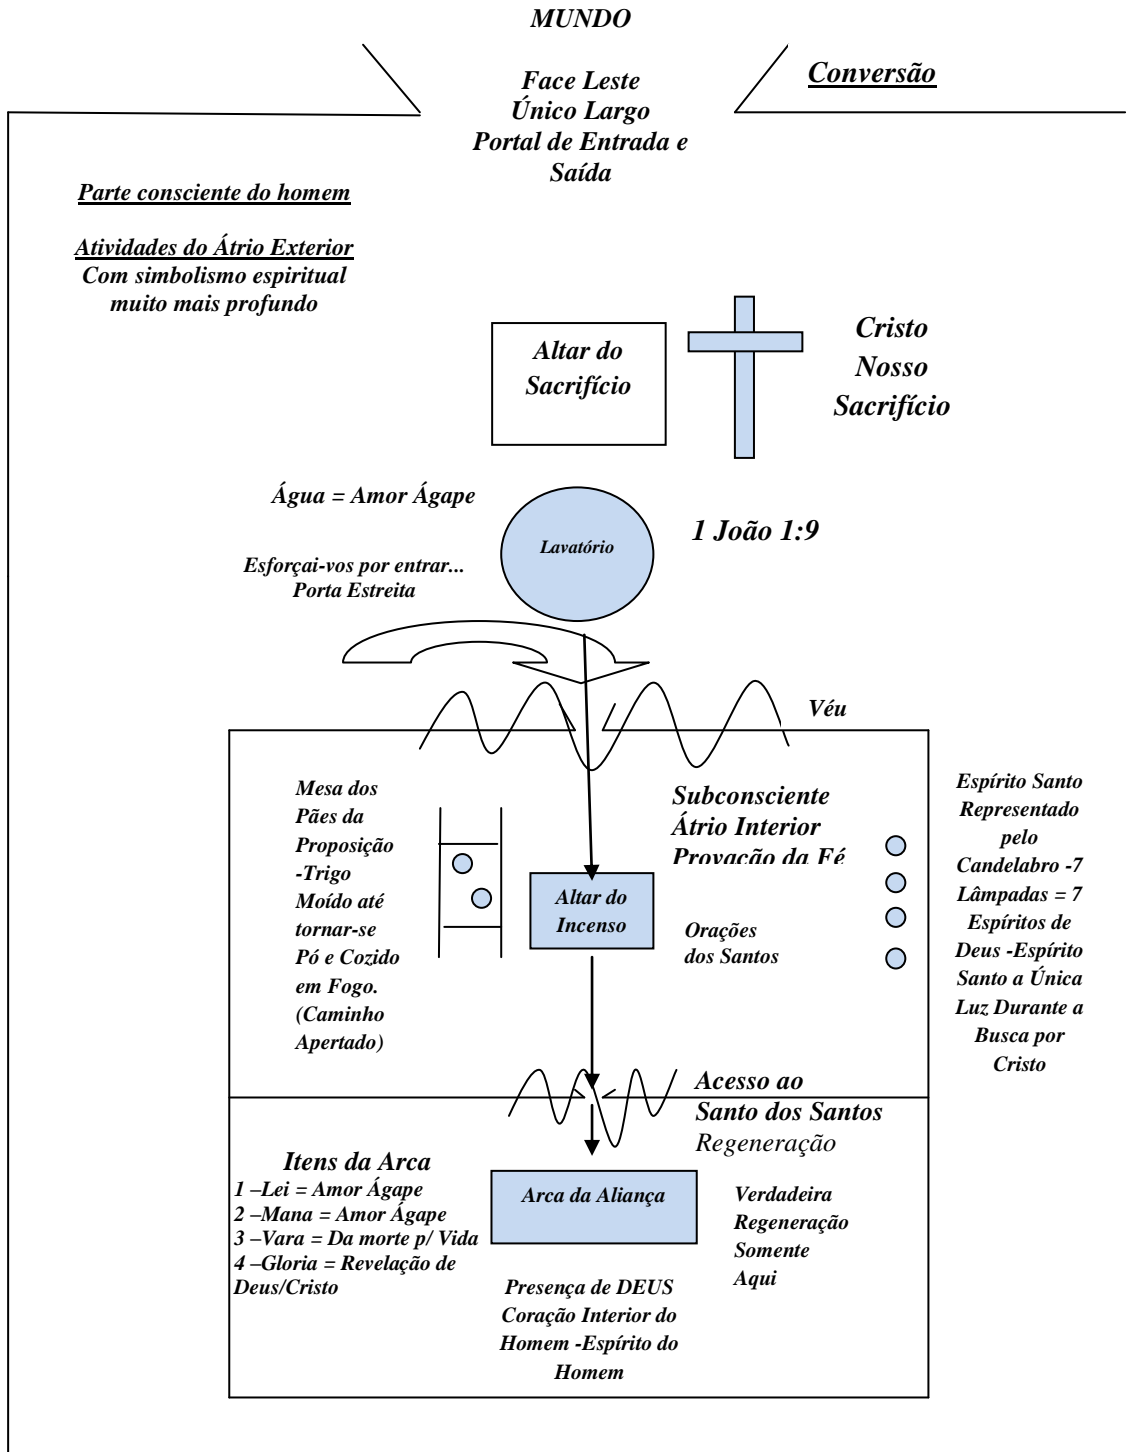 MUNDO
Face Leste
Único Largo
Portal de Entrada e
Saída
Conversão
Parte consciente do homem
Atividades do Átrio Exterior
Com simbolismo espiritual
muito mais profundo
Altar do
Sacrifício
Cristo
Nosso
Sacrifício
Água = Amor Ágape
Lavatório
1 João 1:9
Esforçai-vos por entrar...
Porta Estreita
Véu
Mesa dos
Pães da
Proposição
-Trigo
Moído até
tornar-se
Pó e Cozido
em Fogo.
(Caminho
Apertado)
Subconsciente
Átrio Interior
Provação da Fé
Altar do
Incenso
Orações
dos Santos
Espírito Santo
Representado
pelo
Candelabro -7
Lâmpadas = 7
Espíritos de
Deus -Espírito
Santo a Única
Luz Durante a
Busca por
Cristo
Acesso ao
Santo dos Santos
Regeneração
Itens da Arca
1 –Lei = Amor Ágape
2 –Mana = Amor Ágape
3 –Vara = Da morte p/ Vida
4 –Gloria = Revelação de
Deus/Cristo
Arca da Aliança
Verdadeira
Regeneração
Somente
Aqui
Presença de DEUS
Coração Interior do
Homem -Espírito do
Homem